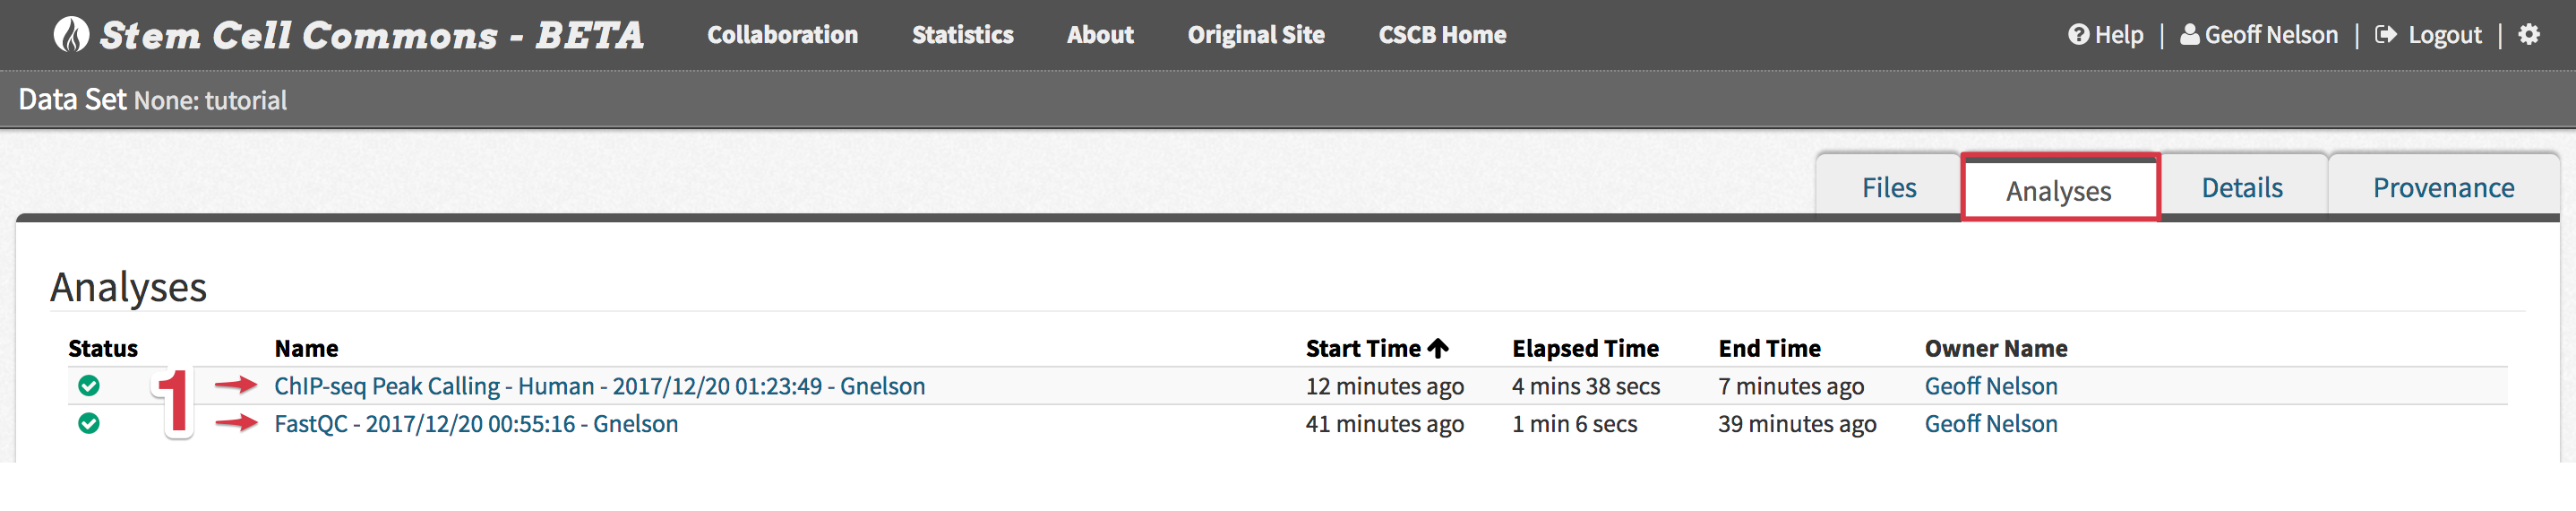 Stem Cell Commons - BETA Collaboration Statistics About Original Site CSCB Home Help | Geoff Nelson | Logout |
Data Set None: tutorial
Files Analyses Details Provenance
Analyses
Status Name Start Time Elapsed Time End Time Owner Name
ChIP-seq Peak Calling - Human - 2017/12/20 01:23:49 - Gnelson 12 minutes ago 4 mins 38 secs 7 minutes ago Geoff Nelson
1
FastQC - 2017/12/20 00:55:16 - Gnelson 41 minutes ago 1 min 6 secs 39 minutes ago Geoff Nelson